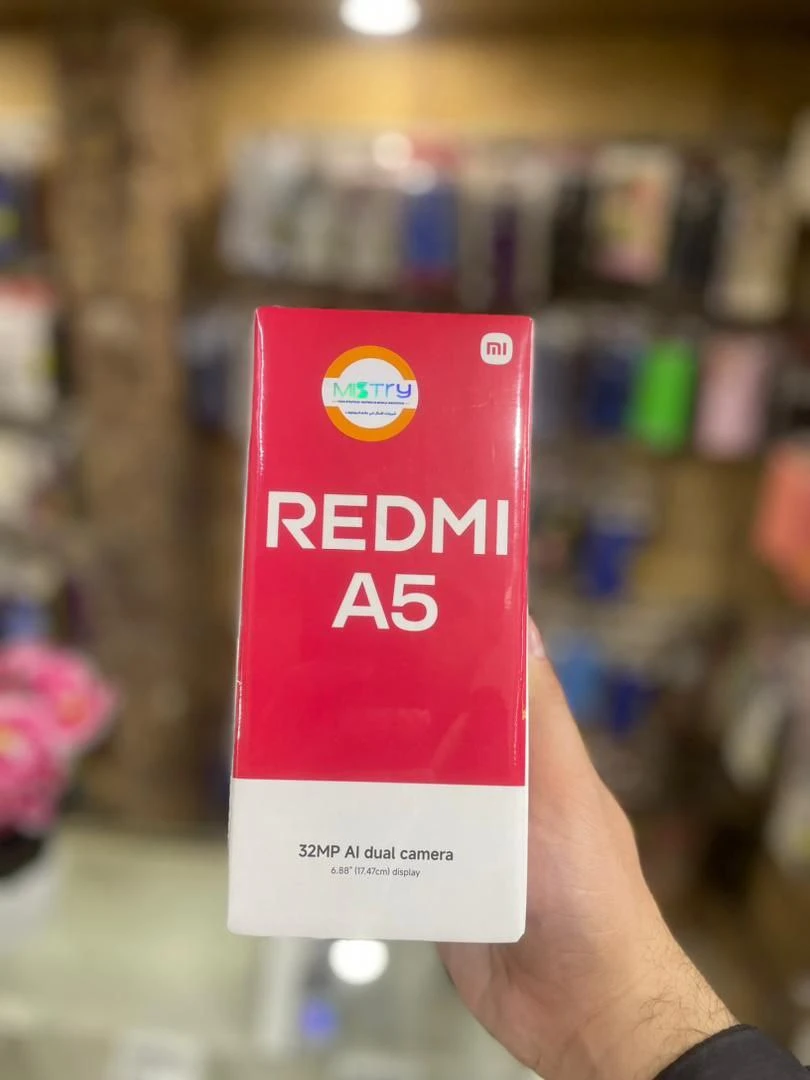 mi
MISTry
REDMI
A5
32MP AI dual camera
6.88" (17.47cm) display